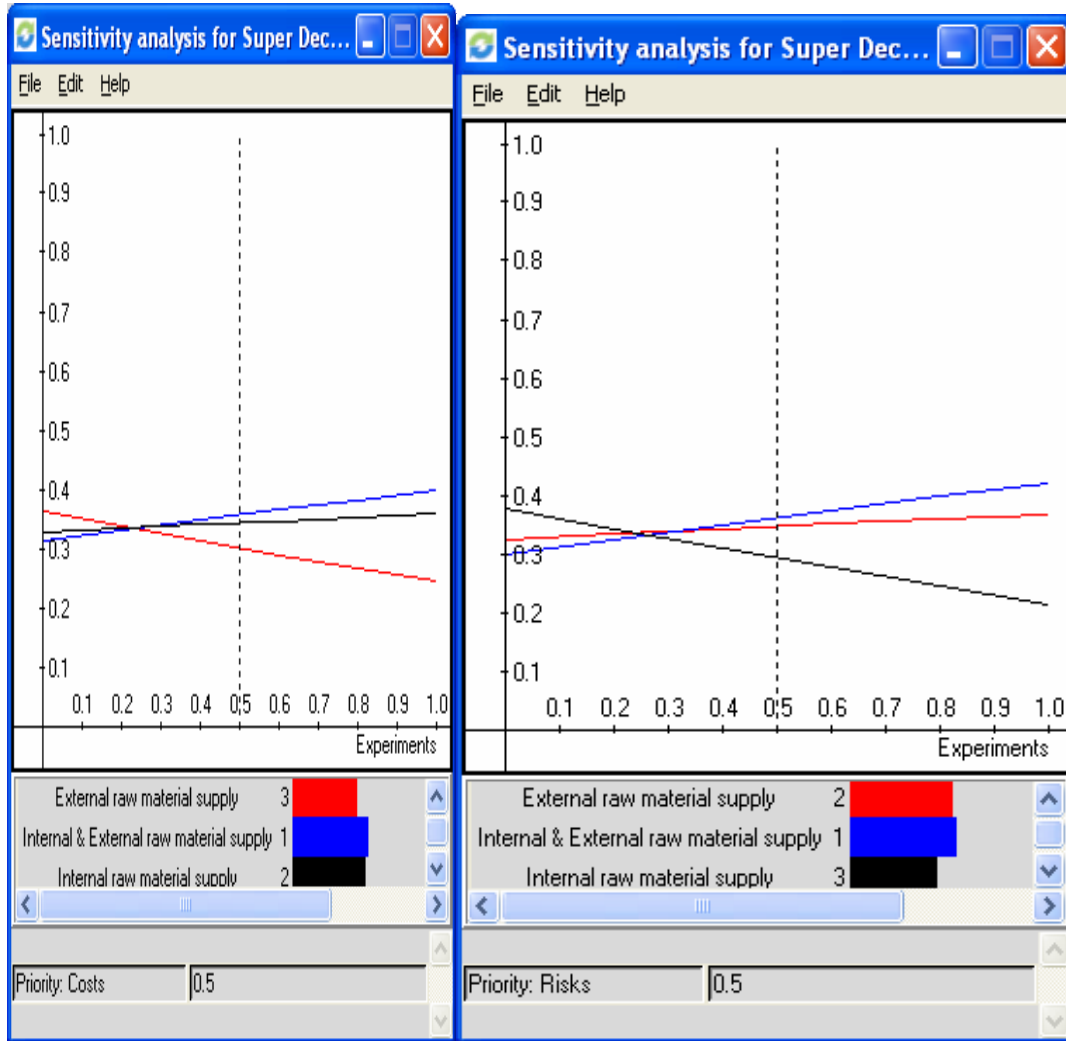 Sensitivity analysis for Super Dec...
File Edit Help
1.0
0.9
0.8
0.7
0.6
0.5
0.4
0.3
0.2
0.1
0.1 0.2 0.3 0.4 0.5 0.6 0.7 0.8 0.9 1.0
Experiments
External raw material supply 3
Internal & External raw material supply 1
Internal raw material supply 2
Priority: Costs 0.5
Sensitivity analysis for Super Dec...
File Edit Help
1.0
0.9
0.8
0.7
0.6
0.5
0.4
0.3
0.2
0.1
0.1 0.2 0.3 0.4 0.5 0.6 0.7 0.8 0.9 1.0
Experiments
External raw material supply 2
Internal & External raw material supply 1
Internal raw material supply 3
Priority: Risks 0.5